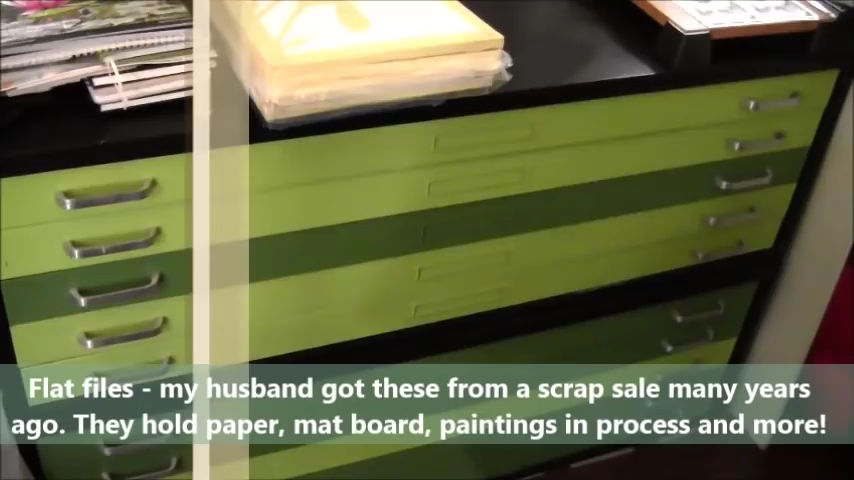 Flat files - my husband got these from a scrap sale many years
ago. They hold paper, mat board, paintings in process and more!